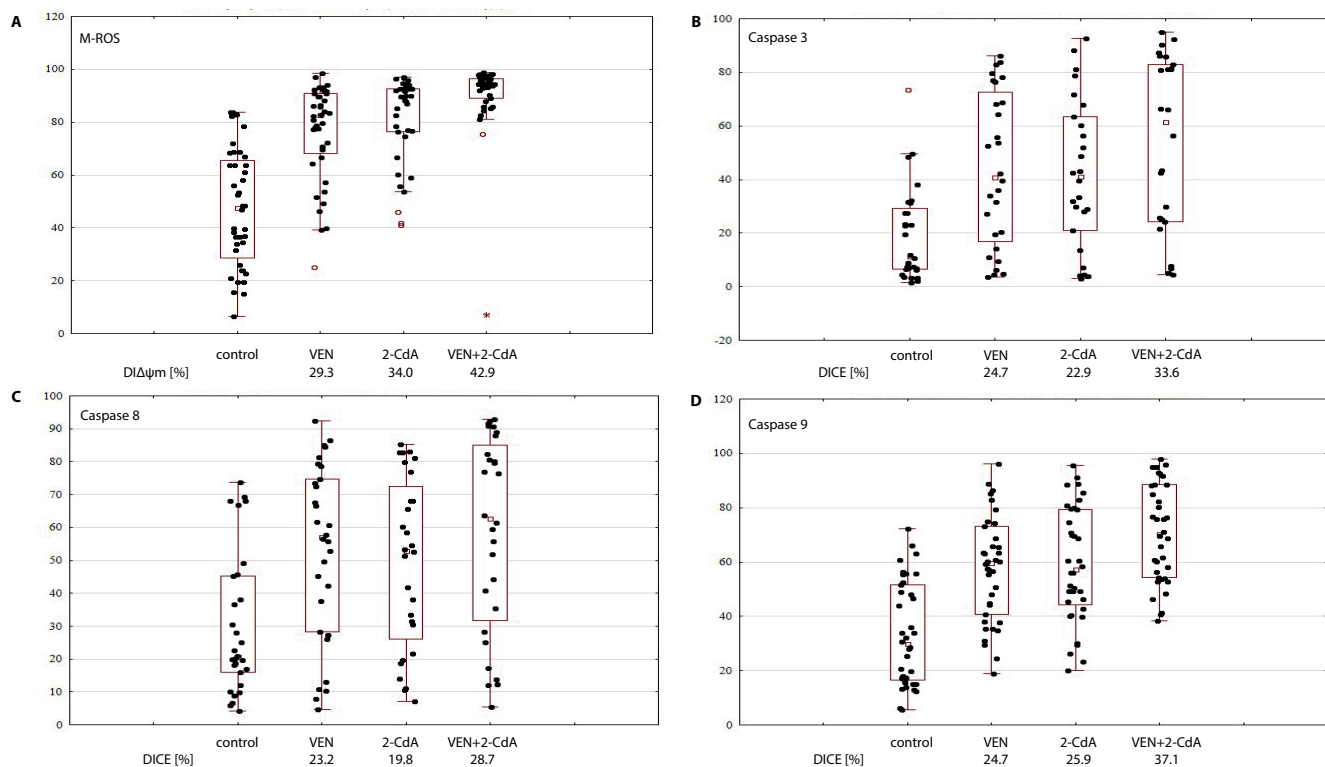 A
M-ROS
120
100
80
60
40
20
0
control VEN 2-CdA VEN+2-CdA
DIΔψm [%] 29.3 34.0 42.9
B
Caspase 3
100
80
60
40
20
0
-20
control VEN 2-CdA VEN+2-CdA
DICE [%] 24.7 22.9 33.6
C
Caspase 8
100
90
80
70
60
50
40
30
20
10
0
control VEN 2-CdA VEN+2-CdA
DICE [%] 23.2 19.8 28.7
D
Caspase 9
120
100
80
60
40
20
0
control VEN 2-CdA VEN+2-CdA
DICE [%] 24.7 25.9 37.1